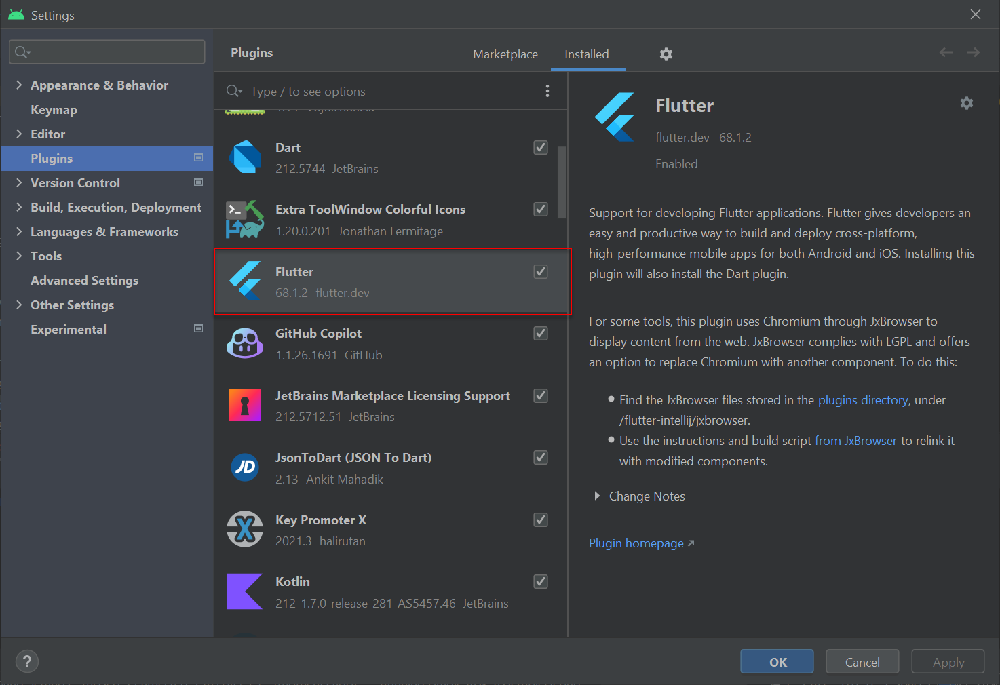 Settings
Plugins
Marketplace
Installed
Appearance & Behavior
Keymap
Editor
Plugins
Version Control
Build, Execution, Deployment
Languages & Frameworks
Tools
Advanced Settings
Other Settings
Experimental
Type / to see options
Dart
212.5744 JetBrains
Extra ToolWindow Colorful Icons
1.20.0.201 Jonathan Lermitage
Flutter
68.1.2 flutter.dev
GitHub Copilot
1.1.26.1691 GitHub
JetBrains Marketplace Licensing Support
212.5712.51 JetBrains
JD
JsonToDart (JSON To Dart)
2.13 Ankit Mahadik
X
Key Promoter X
2021.3 halirutan
Kotlin
212-1.7.0-release-281-AS5457.46 JetBrains
Flutter
flutter.dev 68.1.2
Enabled
Support for developing Flutter applications. Flutter gives developers an
easy and productive way to build and deploy cross-platform,
high-performance mobile apps for both Android and iOS. Installing this
plugin will also install the Dart plugin.
For some tools, this plugin uses Chromium through JxBrowser to
display content from the web. JxBrowser complies with LGPL and offers
an option to replace Chromium with another component. To do this:
Find the JxBrowser files stored in the plugins directory, under
/flutter-intellij/jxbrowser.
Use the instructions and build script from JxBrowser to relink it
with modified components.
Change Notes
Plugin homepage
?
OK
Cancel
Apply